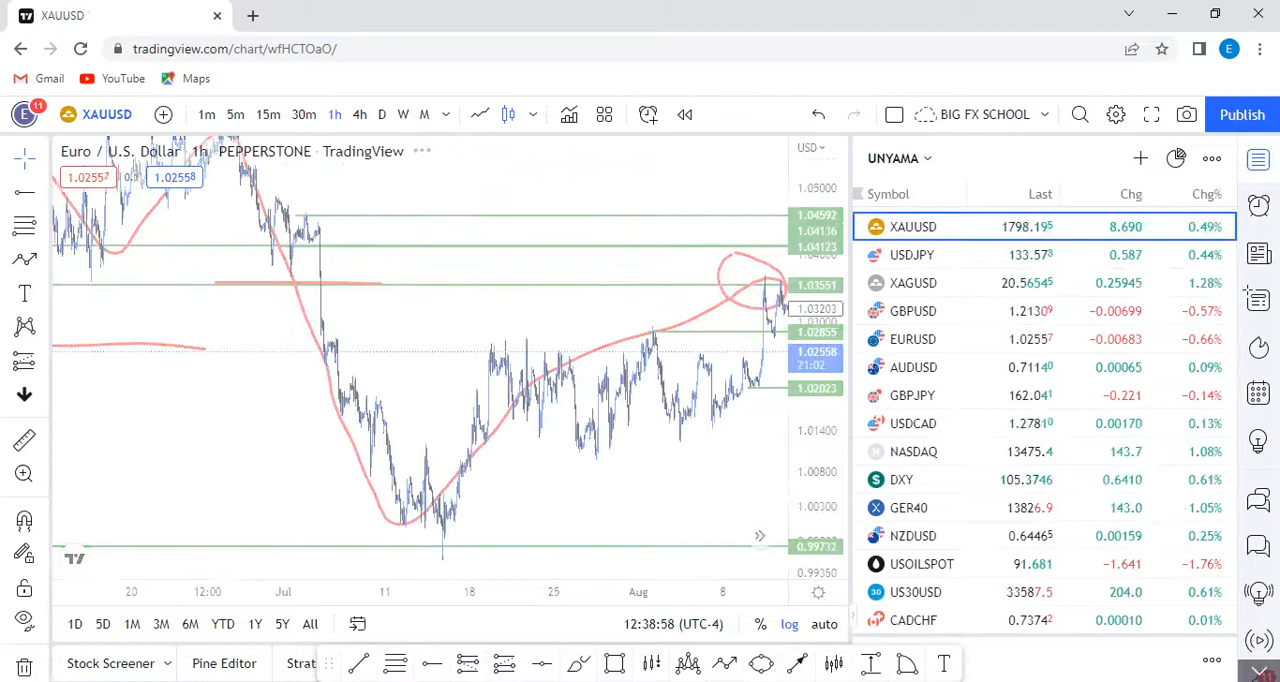 XAUUSD
tradingview.com/chart/wfHCTOaO/
E
Gmail YouTube Maps
E 11 XAUUSD 1m 5m 15m 30m 1h 4h D W M BIG FX SCHOOL Publish
Euro / U.S. Dollar · 1h · PEPPERSTONE · TradingView USD
1.02557 1.02558
1.05000
1.04592
1.04136
1.04123
1.03551
1.03203
1.03000
1.02855
1.02558
21:02
1.02023
1.01400
1.00800
1.00300
0.99732
0.99350
20 12:00 Jul 11 18 25 Aug 8
1D 5D 1M 3M 6M YTD 1Y 5Y All 12:38:58 (UTC-4) % log auto
Stock Screener Pine Editor Strat
UNYAMA
Symbol Last Chg Chg%
XAUUSD 1798.195 8.690 0.49%
USDJPY 133.573 0.587 0.44%
XAGUSD 20.56545 0.25945 1.28%
GBPUSD 1.21309 −0.00699 −0.57%
EURUSD 1.02557 −0.00683 −0.66%
AUDUSD 0.71140 0.00065 0.09%
GBPJPY 162.041 −0.221 −0.14%
USDCAD 1.27810 0.00170 0.13%
NASDAQ 13475.4 143.7 1.08%
DXY 105.3746 0.6410 0.61%
GER40 13826.9 143.0 1.05%
NZDUSD 0.64465 0.00159 0.25%
USOILSPOT 91.681 −1.641 −1.76%
US30USD 33587.5 204.0 0.61%
CADCHF 0.73742 0.00010 0.01%